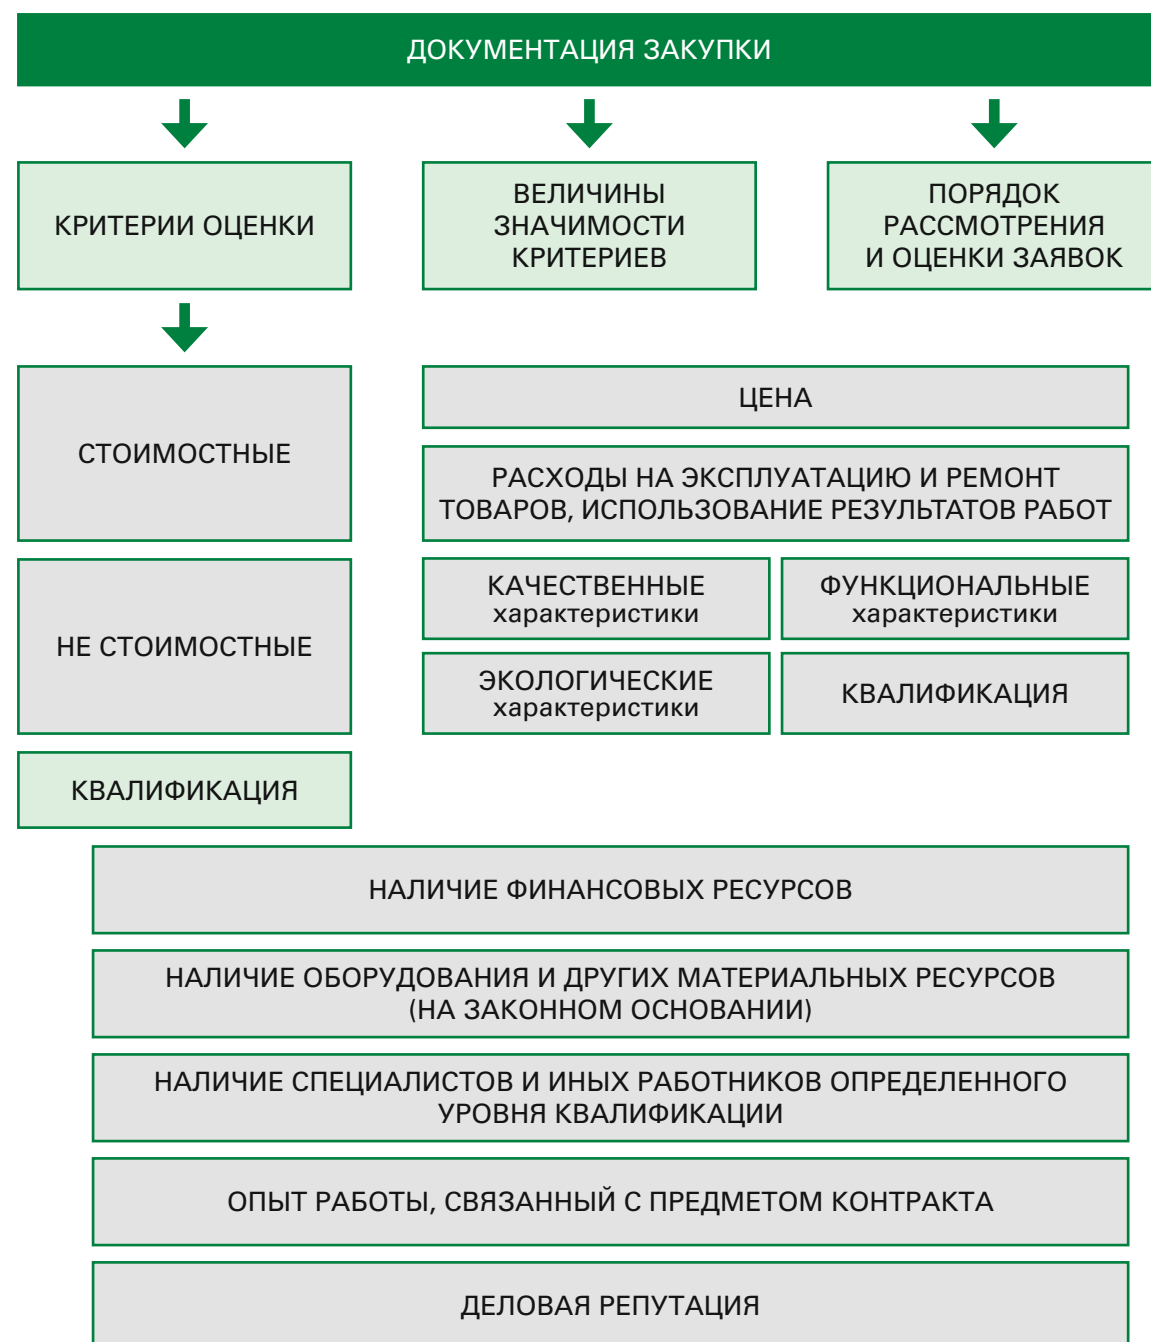 ДОКУМЕНТАЦИЯ ЗАКУПКИ
КРИТЕРИИ ОЦЕНКИ
ВЕЛИЧИНЫ
ЗНАЧИМОСТИ
КРИТЕРИЕВ
ПОРЯДОК
РАССМОТРЕНИЯ
И ОЦЕНКИ ЗАЯВОК
СТОИМОСТНЫЕ
ЦЕНА
РАСХОДЫ НА ЭКСПЛУАТАЦИЮ И РЕМОНТ
ТОВАРОВ, ИСПОЛЬЗОВАНИЕ РЕЗУЛЬТАТОВ РАБОТ
НЕ СТОИМОСТНЫЕ
КАЧЕСТВЕННЫЕ
характеристики
ФУНКЦИОНАЛЬНЫЕ
характеристики
ЭКОЛОГИЧЕСКИЕ
характеристики
КВАЛИФИКАЦИЯ
КВАЛИФИКАЦИЯ
НАЛИЧИЕ ФИНАНСОВЫХ РЕСУРСОВ
НАЛИЧИЕ ОБОРУДОВАНИЯ И ДРУГИХ МАТЕРИАЛЬНЫХ РЕСУРСОВ
(НА ЗАКОННОМ ОСНОВАНИИ)
НАЛИЧИЕ СПЕЦИАЛИСТОВ И ИНЫХ РАБОТНИКОВ ОПРЕДЕЛЕННОГО
УРОВНЯ КВАЛИФИКАЦИИ
ОПЫТ РАБОТЫ, СВЯЗАННЫЙ С ПРЕДМЕТОМ КОНТРАКТА
ДЕЛОВАЯ РЕПУТАЦИЯ